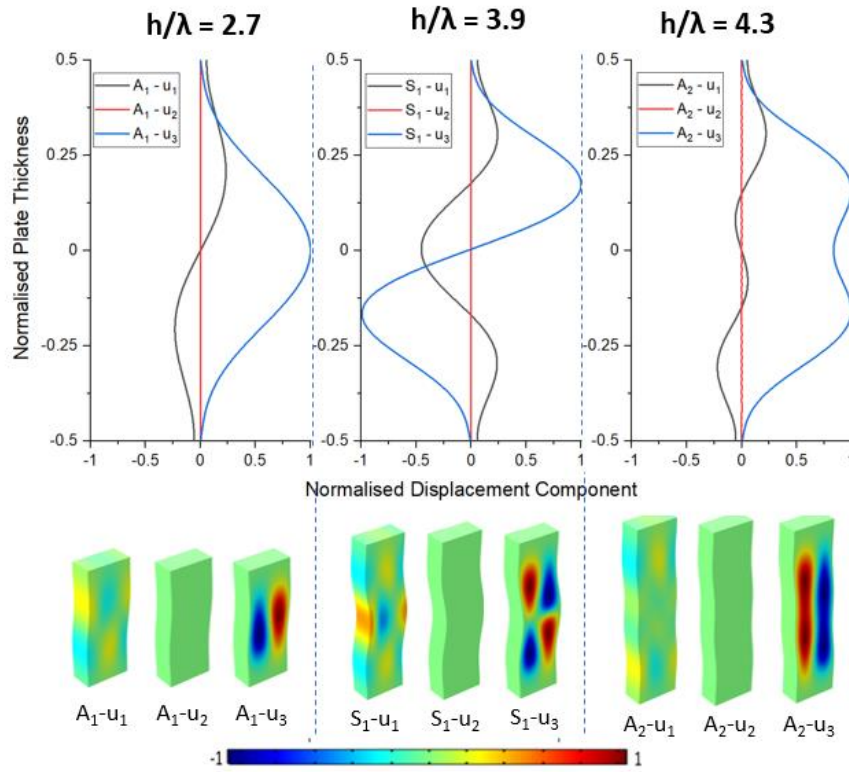 h/λ = 2.7
h/λ = 3.9
h/λ = 4.3
Normalised Plate Thickness
0.5
0.25
0
-0.25
-0.5
A₁ - u₁
A₁ - u₂
A₁ - u₃
-1
-0.5
0
0.5
1
0.5
0.25
0
-0.25
-0.5
S₁ - u₁
S₁ - u₂
S₁ - u₃
-1
-0.5
0
0.5
1
0.5
0.25
0
-0.25
-0.5
A₂ - u₁
A₂ - u₂
A₂ - u₃
-1
-0.5
0
0.5
1
Normalised Displacement Component
A₁-u₁
A₁-u₂
A₁-u₃
S₁-u₁
S₁-u₂
S₁-u₃
A₂-u₁
A₂-u₂
A₂-u₃
-1
1